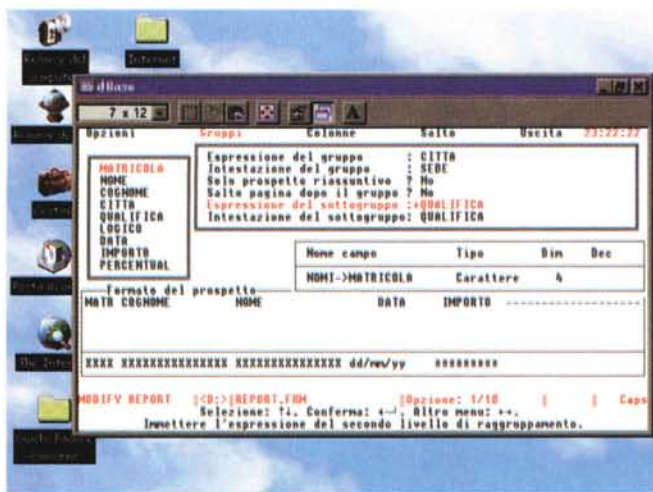 Internet
dBase
7 x 12
A
Opzioni Gruppi Colonne Salto Uscita 23:22:22
MATRICOLA
NOME
COGNOME
CITTA
QUALIFICA
LOGICO
DATA
IMPORTO
PERCENTUAL
Espressione del gruppo : CITTA
Intestazione del gruppo : SEDE
Solo prospetto riassuntivo ? No
Salto pagina dopo il gruppo ? No
Espressione del sottogruppo:▸QUALIFICA
Intestazione del sottogruppo: QUALIFICA
Nome campo Tipo Dim Dec
NOMI->MATRICOLA Carattere 4
Formato del prospetto
MATR COGNOME NOME DATA IMPORTO --------------------
XXXX XXXXXXXXXXXXXXX XXXXXXXXXXXXXXX dd/mm/yy *********
MODIFY REPORT |<D:>|REPORT.FRM |Opzione: 1/10 | | Caps
Selezione: ↑↓. Conferma: ←┘. Altro menu: ←→.
Immettere l'espressione del secondo livello di raggruppamento.